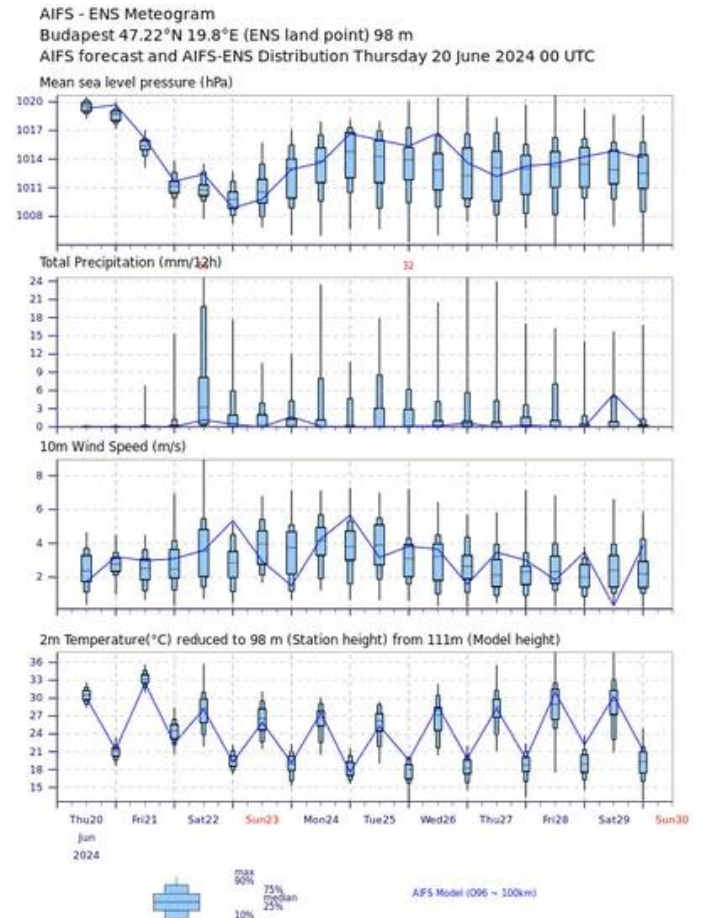 AIFS - ENS Meteogram
Budapest 47.22°N 19.8°E (ENS land point) 98 m
AIFS forecast and AIFS-ENS Distribution Thursday 20 June 2024 00 UTC
Mean sea level pressure (hPa)
1020
1017
1014
1011
1008
Total Precipitation (mm/12h)
32
24
21
18
15
12
9
6
3
0
10m Wind Speed (m/s)
8
6
4
2
2m Temperature(°C) reduced to 98 m (Station height) from 111m (Model height)
36
33
30
27
24
21
18
15
Thu20 Fri21 Sat22 Sun23 Mon24 Tue25 Wed26 Thu27 Fri28 Sat29 Sun30
Jun
2024
max
90%
75%
median
25%
10%
AIFS Model (O96 ~ 100km)